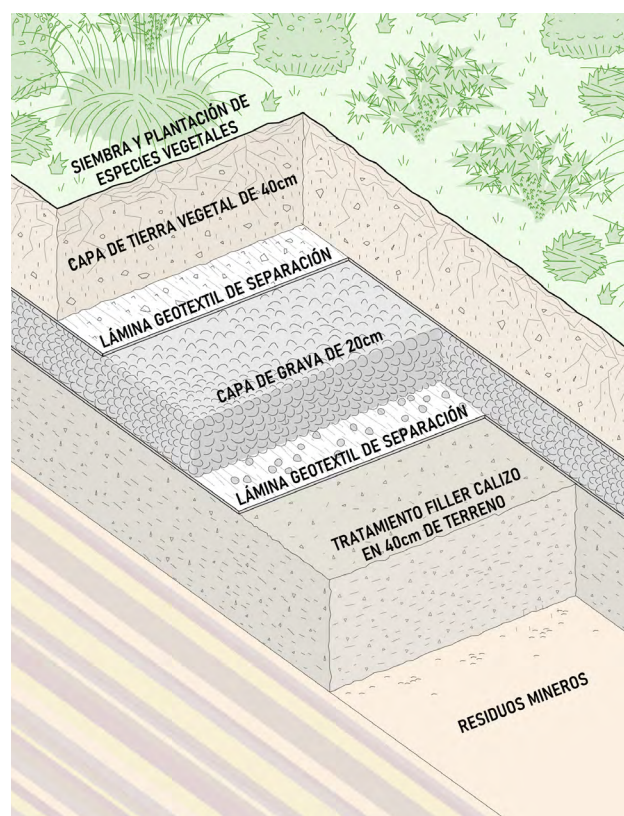 SIEMBRA Y PLANTACIÓN DE
ESPECIES VEGETALES
CAPA DE TIERRA VEGETAL DE 40cm
LÁMINA GEOTEXTIL DE SEPARACIÓN
CAPA DE GRAVA DE 20cm
LÁMINA GEOTEXTIL DE SEPARACIÓN
TRATAMIENTO FILLER CALIZO
EN 40cm DE TERRENO
RESIDUOS MINEROS